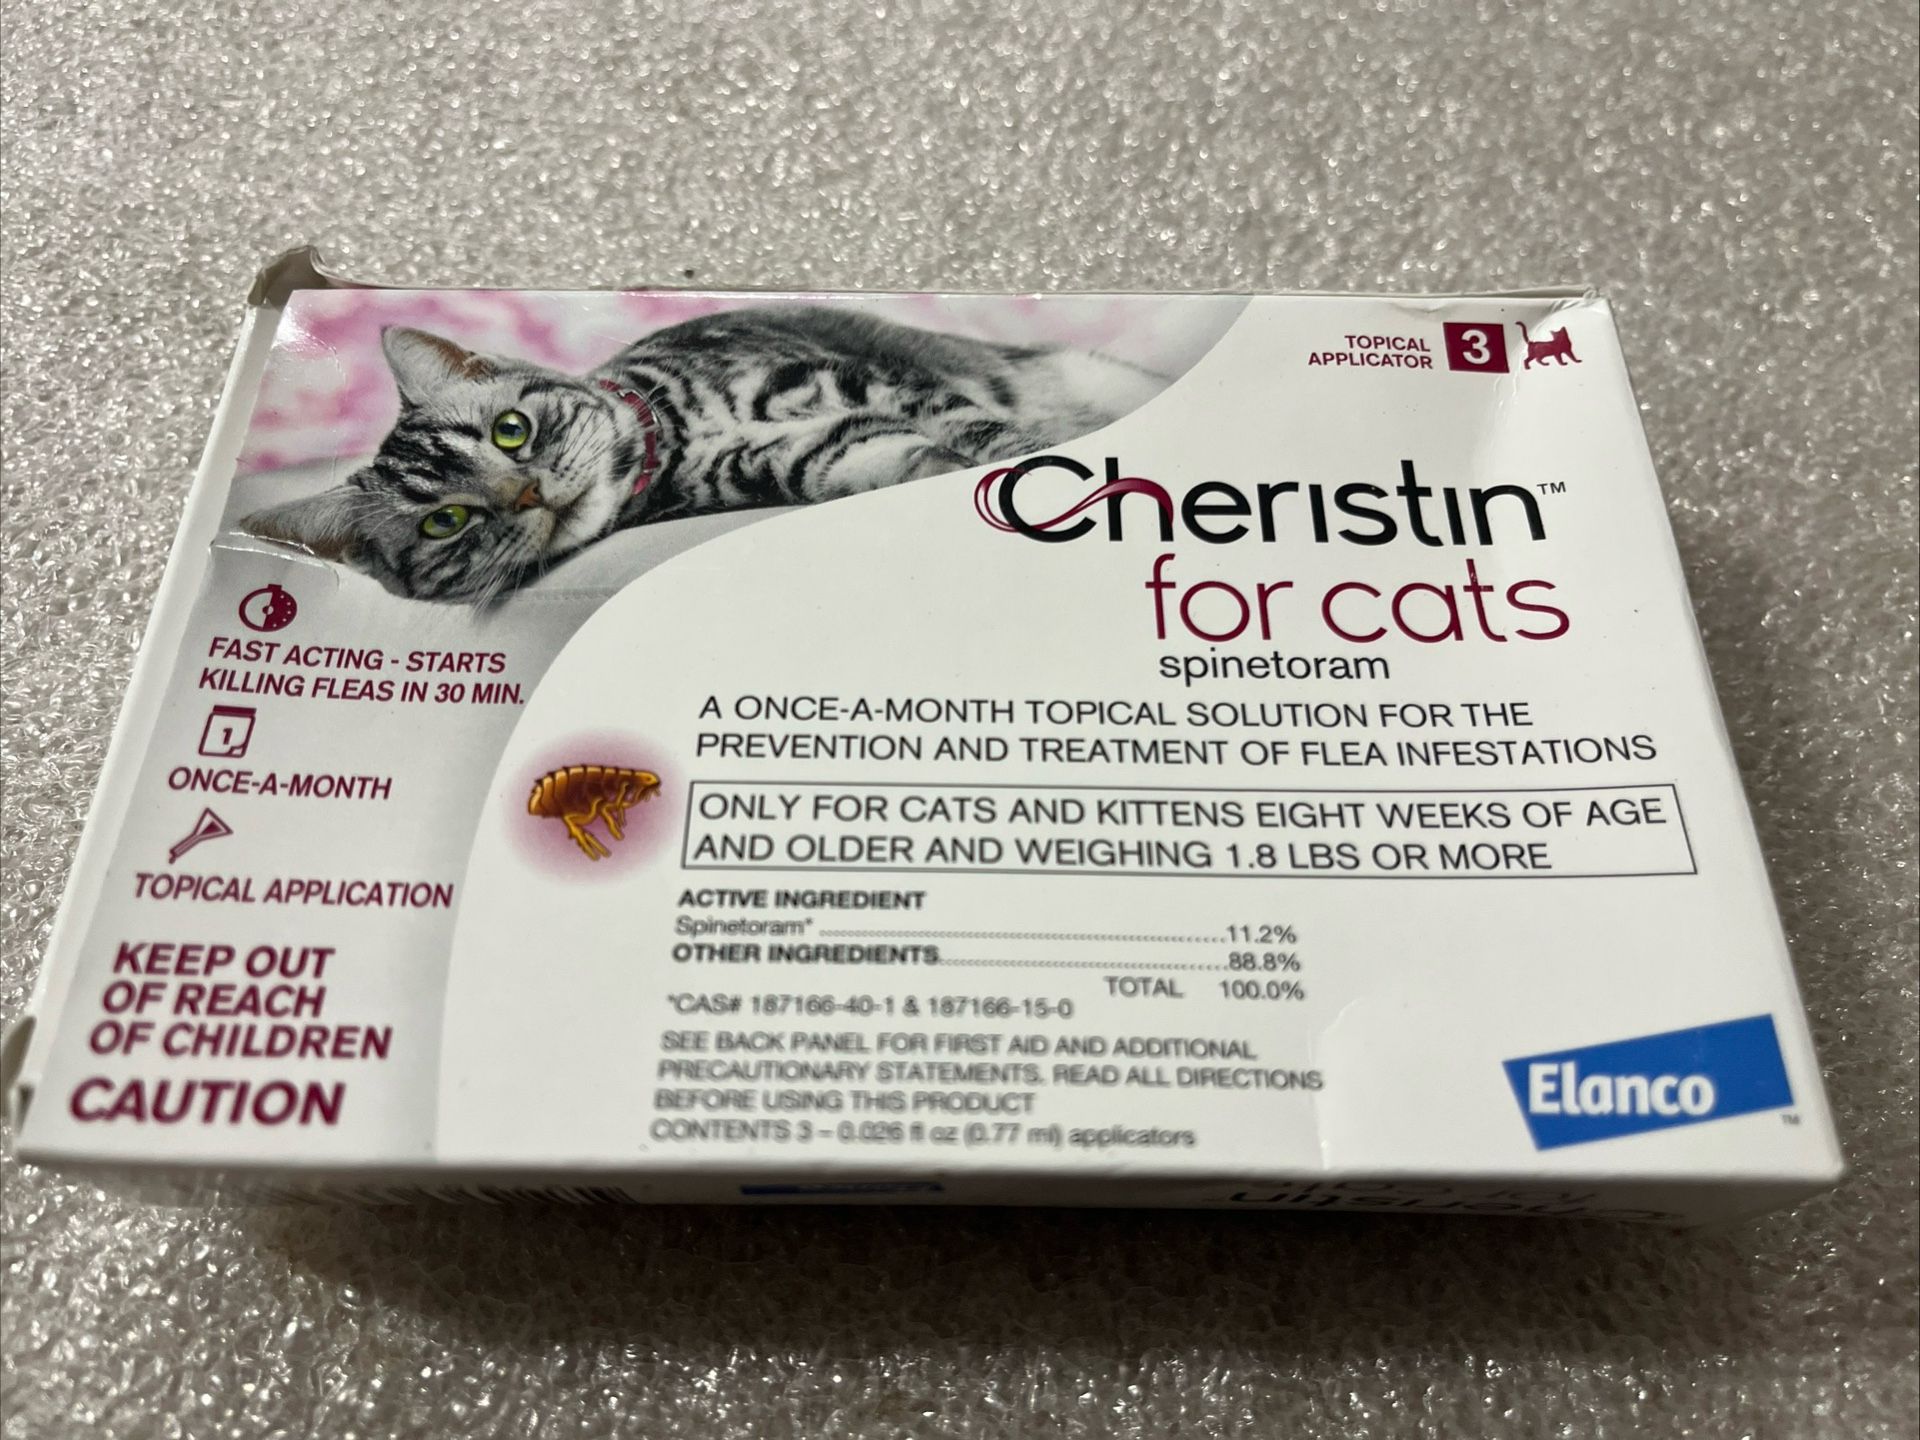 TOPICAL
APPLICATOR 3
Cheristin™
for cats
spinetoram
A ONCE-A-MONTH TOPICAL SOLUTION FOR THE
PREVENTION AND TREATMENT OF FLEA INFESTATIONS
ONLY FOR CATS AND KITTENS EIGHT WEEKS OF AGE
AND OLDER AND WEIGHING 1.8 LBS OR MORE
ACTIVE INGREDIENT
Spinetoram* ........ 11.2%
OTHER INGREDIENTS ........ 88.8%
TOTAL 100.0%
*CAS# 187166-40-1 & 187166-15-0
SEE BACK PANEL FOR FIRST AID AND ADDITIONAL
PRECAUTIONARY STATEMENTS. READ ALL DIRECTIONS
BEFORE USING THIS PRODUCT
CONTENTS 3 – 0.026 fl oz (0.77 ml) applicators
FAST ACTING - STARTS
KILLING FLEAS IN 30 MIN.
1
ONCE-A-MONTH
TOPICAL APPLICATION
KEEP OUT
OF REACH
OF CHILDREN
CAUTION
Elanco™
Cheristin